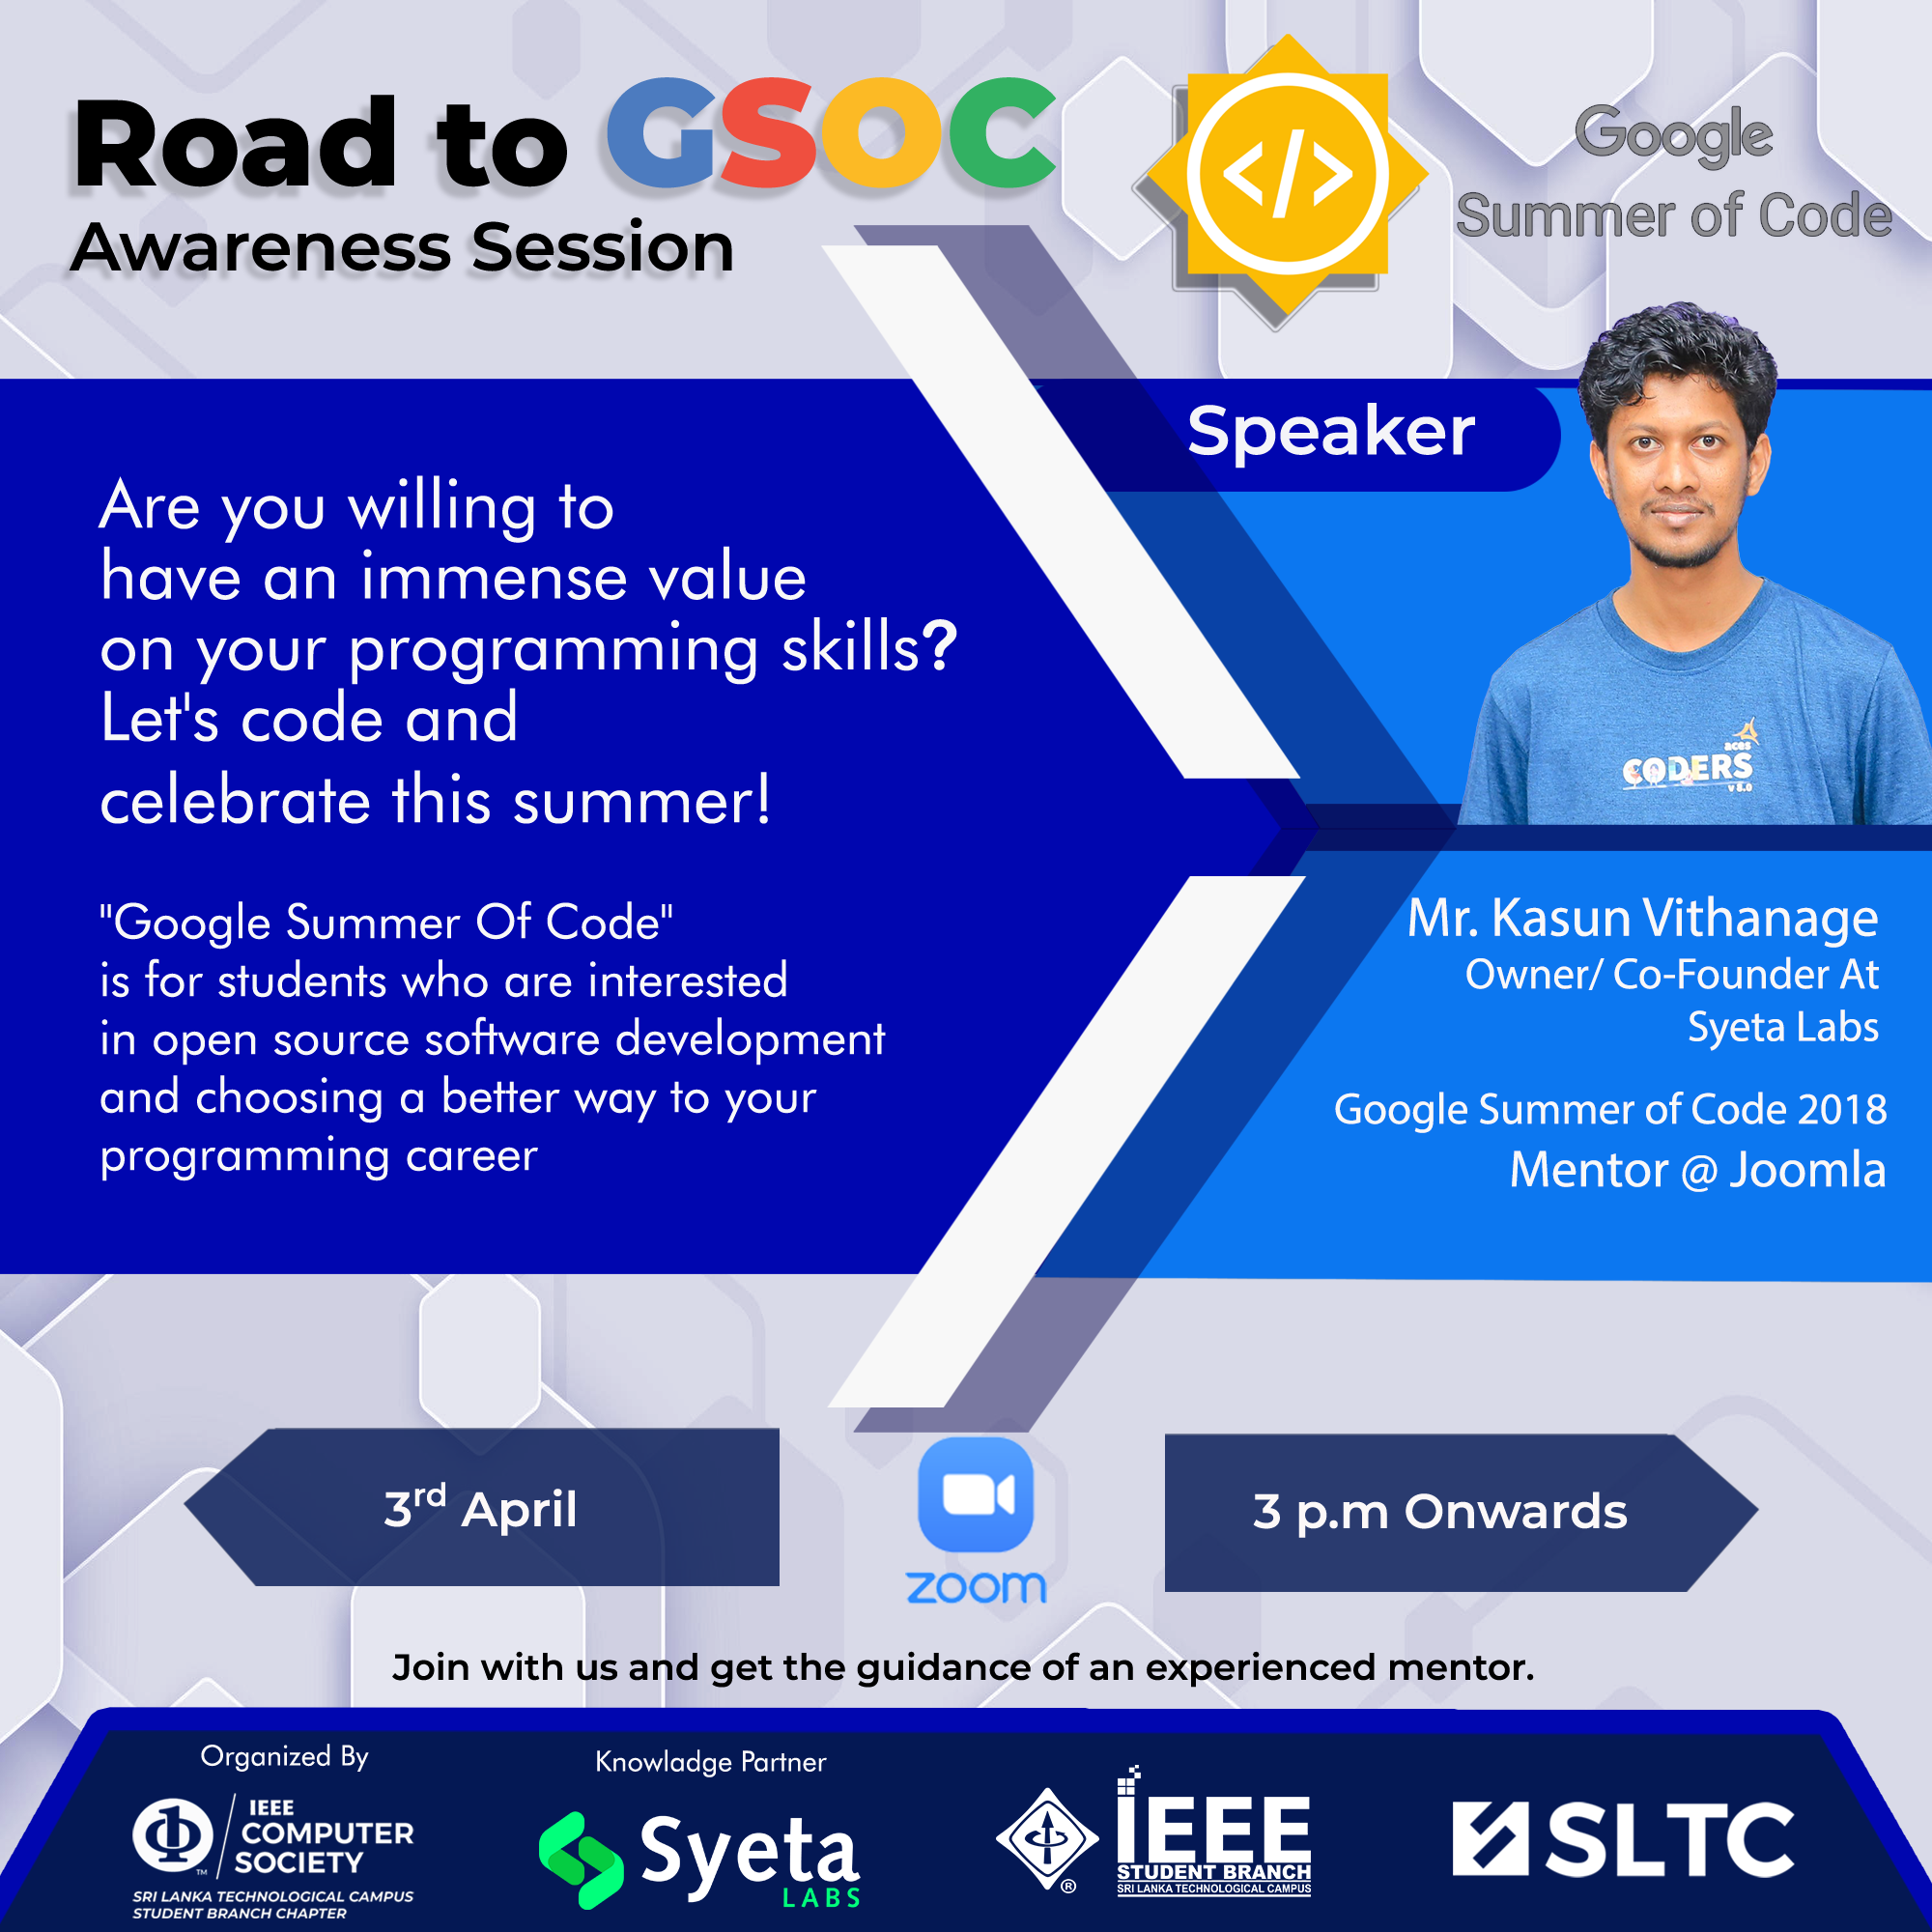 Road to GSOC
Awareness Session
</>
Google
Summer of Code
Speaker
Are you willing to
have an immense value
on your programming skills?
Let's code and
celebrate this summer!
"Google Summer Of Code"
is for students who are interested
in open source software development
and choosing a better way to your
programming career
aces
CODERS
v 8.0
Mr. Kasun Vithanage
Owner/ Co-Founder At
Syeta Labs
Google Summer of Code 2018
Mentor @ Joomla
3rd April
zoom
3 p.m Onwards
Join with us and get the guidance of an experienced mentor.
Organized By
IEEE
COMPUTER
SOCIETY
TM
SRI LANKA TECHNOLOGICAL CAMPUS
STUDENT BRANCH CHAPTER
Knowladge Partner
Syeta
LABS
®
IEEE
STUDENT BRANCH
SRI LANKA TECHNOLOGICAL CAMPUS
SLTC